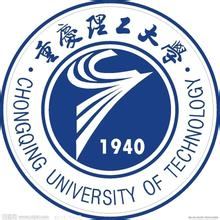 重慶理工大學
1940
CHONGQING UNIVERSITY OF TECHNOLOGY